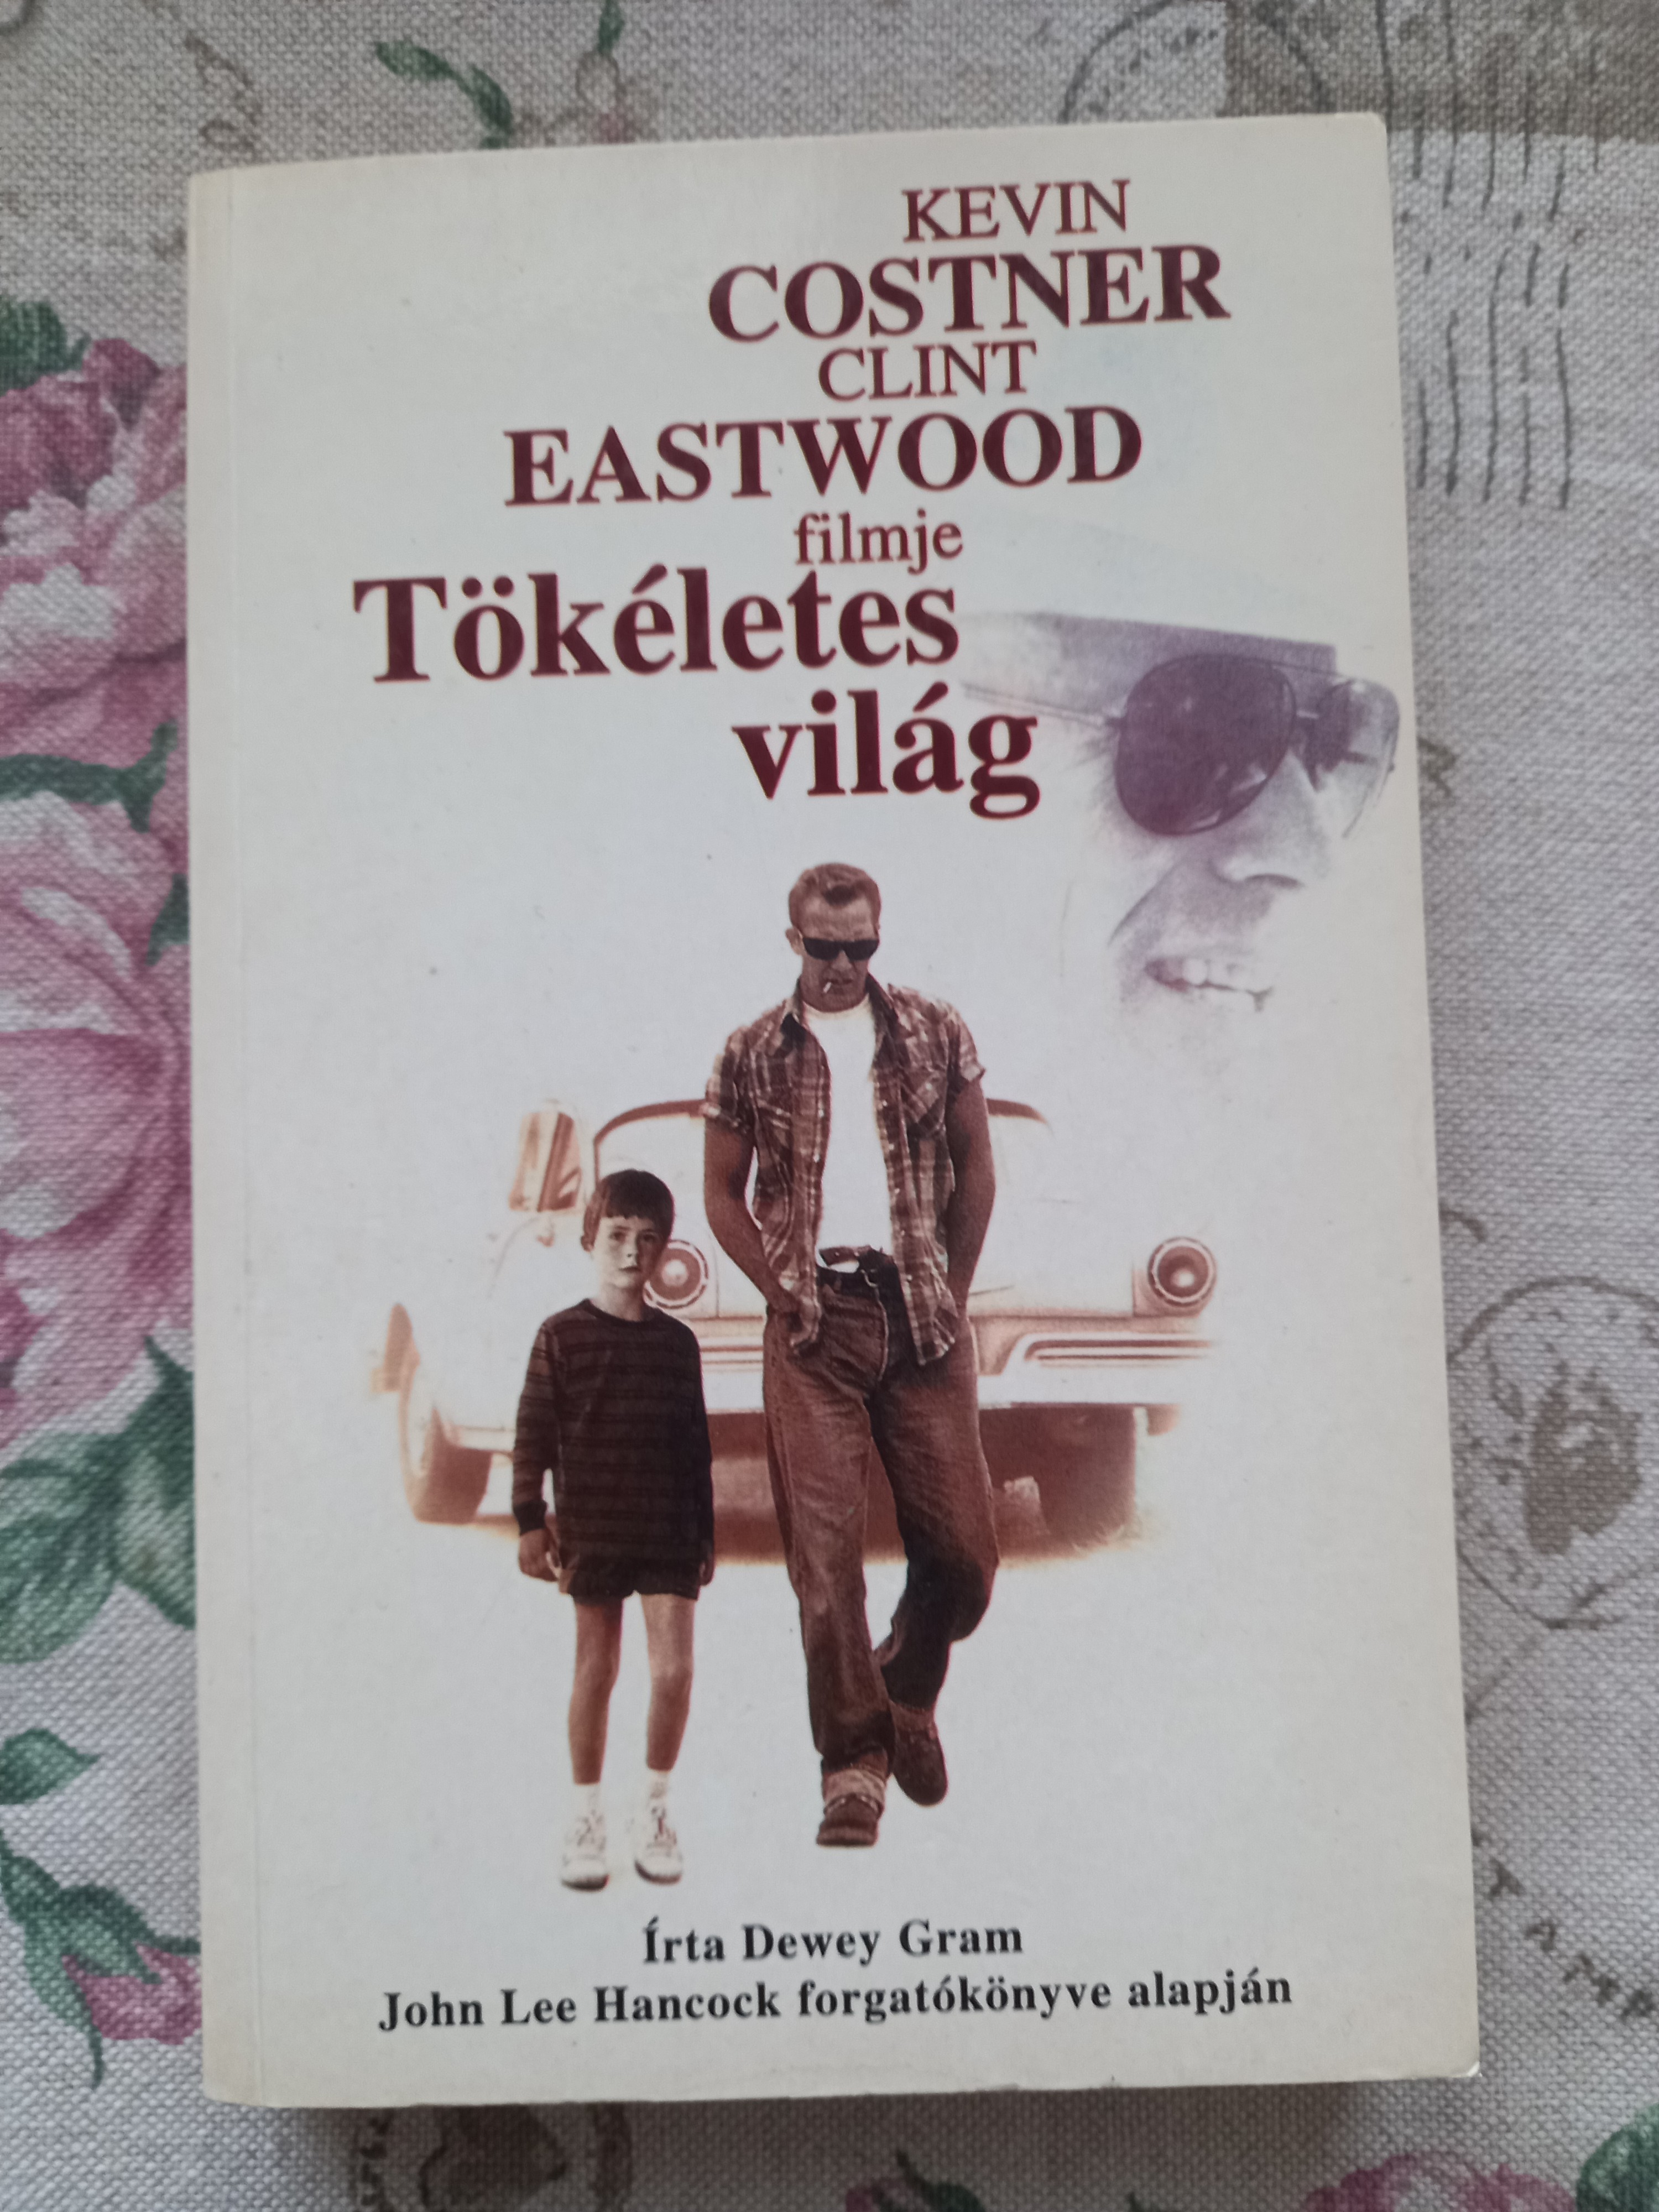 KEVIN
COSTNER
CLINT
EASTWOOD
filmje
Tökéletes
világ
Írta Dewey Gram
John Lee Hancock forgatókönyve alapján